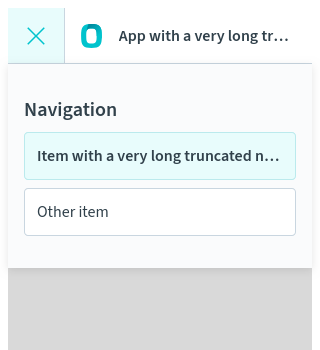 App with a very long tr...
Navigation
Item with a very long truncated n...
Other item